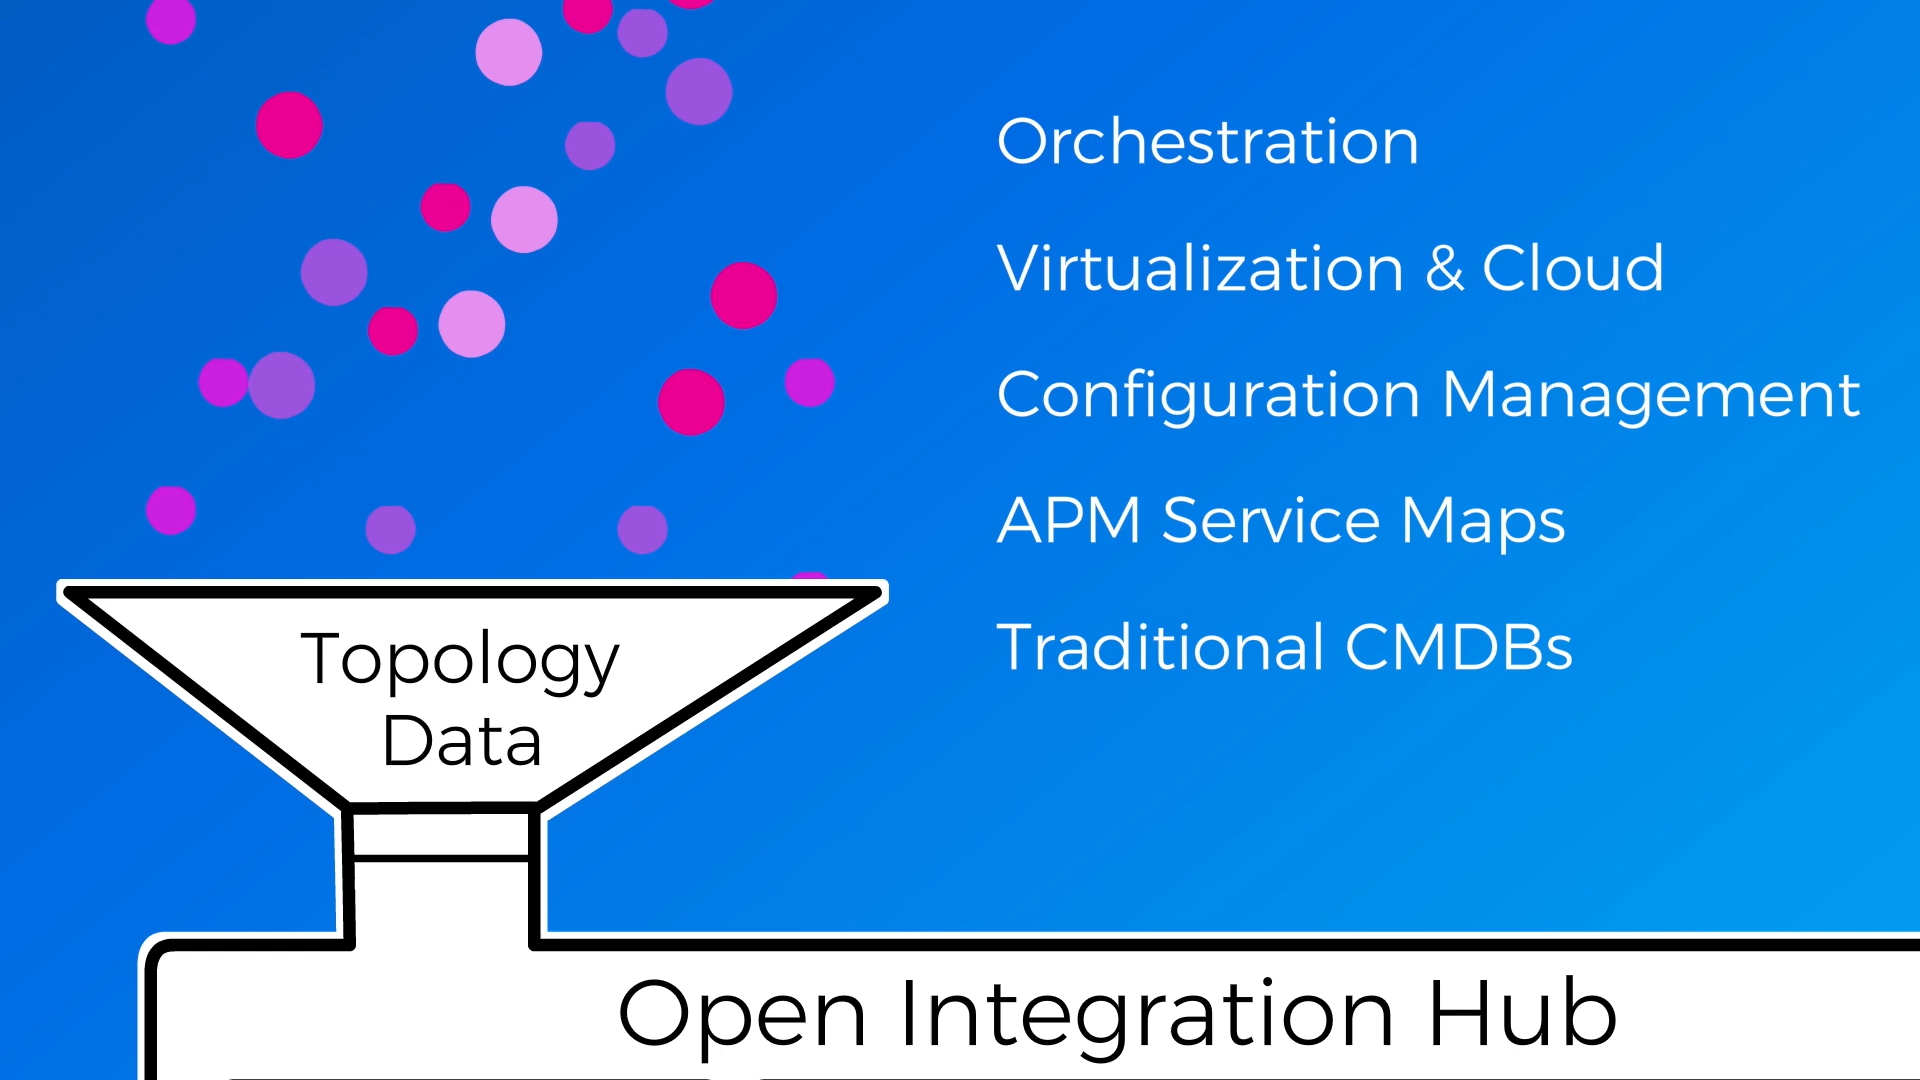 Orchestration
Virtualization & Cloud
Configuration Management
APM Service Maps
Traditional CMDBs
Topology
Data
Open Integration Hub